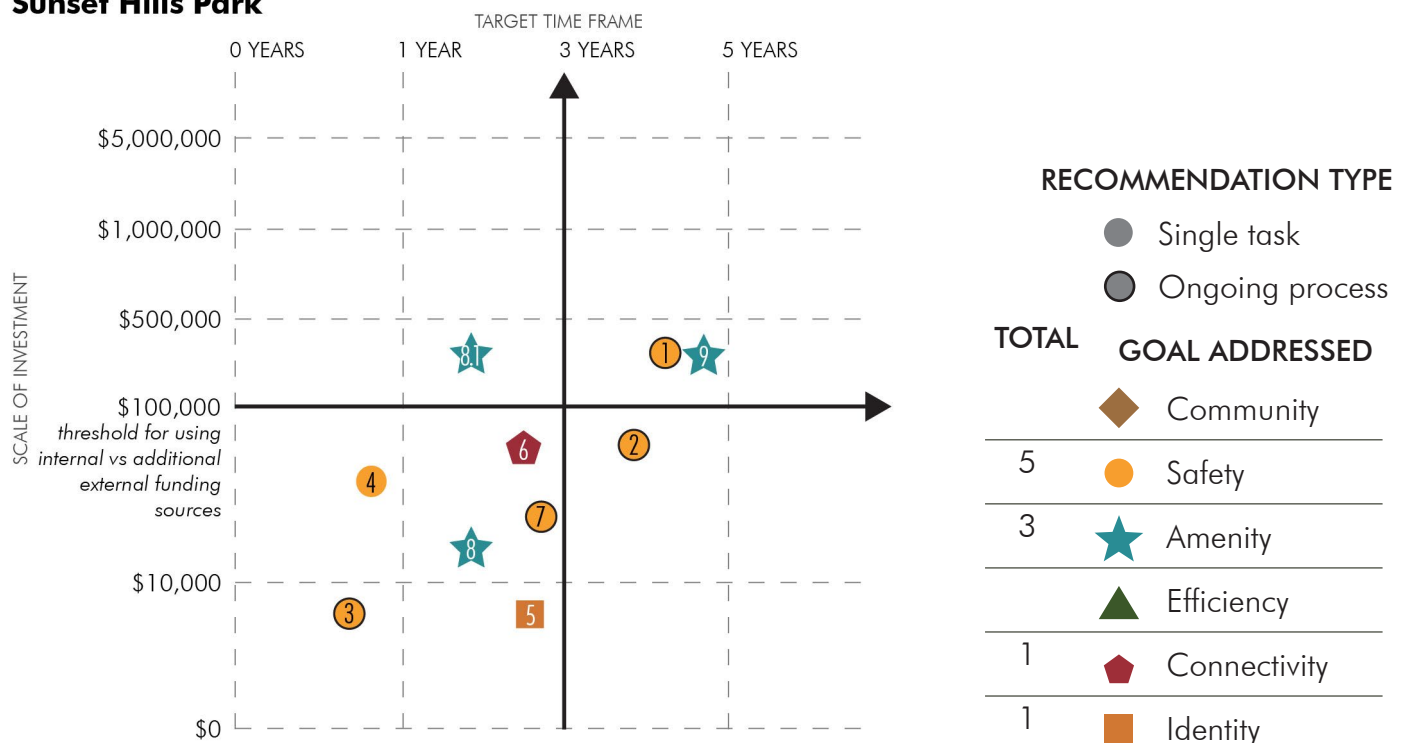 Sunset Hills Park
TARGET TIME FRAME
0 YEARS
1 YEAR
3 YEARS
5 YEARS
$5,000,000
$1,000,000
$500,000
$100,000
threshold for using
internal vs additional
external funding
sources
$10,000
$0
SCALE OF INVESTMENT
8.1
1
9
6
2
4
7
8
3
5
RECOMMENDATION TYPE
Single task
Ongoing process
TOTAL
GOAL ADDRESSED
Community
5 Safety
3 Amenity
Efficiency
1 Connectivity
1 Identity